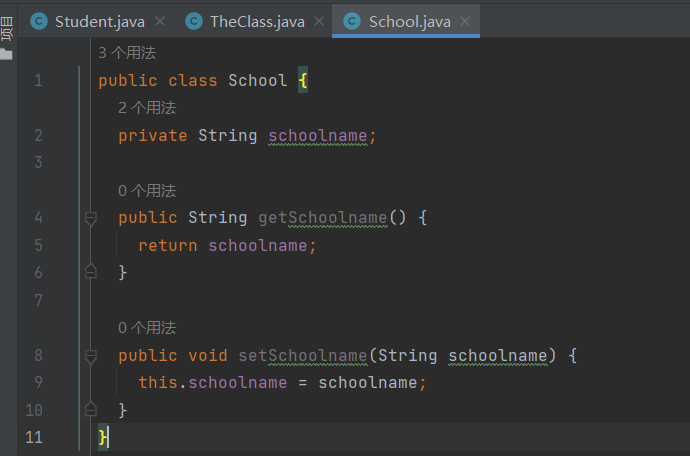 项目
Student.java
TheClass.java
School.java
3 个用法
1 public class School {
2 个用法
2 private String schoolname;
3
0 个用法
4 public String getSchoolname() {
5 return schoolname;
6 }
7
0 个用法
8 public void setSchoolname(String schoolname) {
9 this.schoolname = schoolname;
10 }
11 }